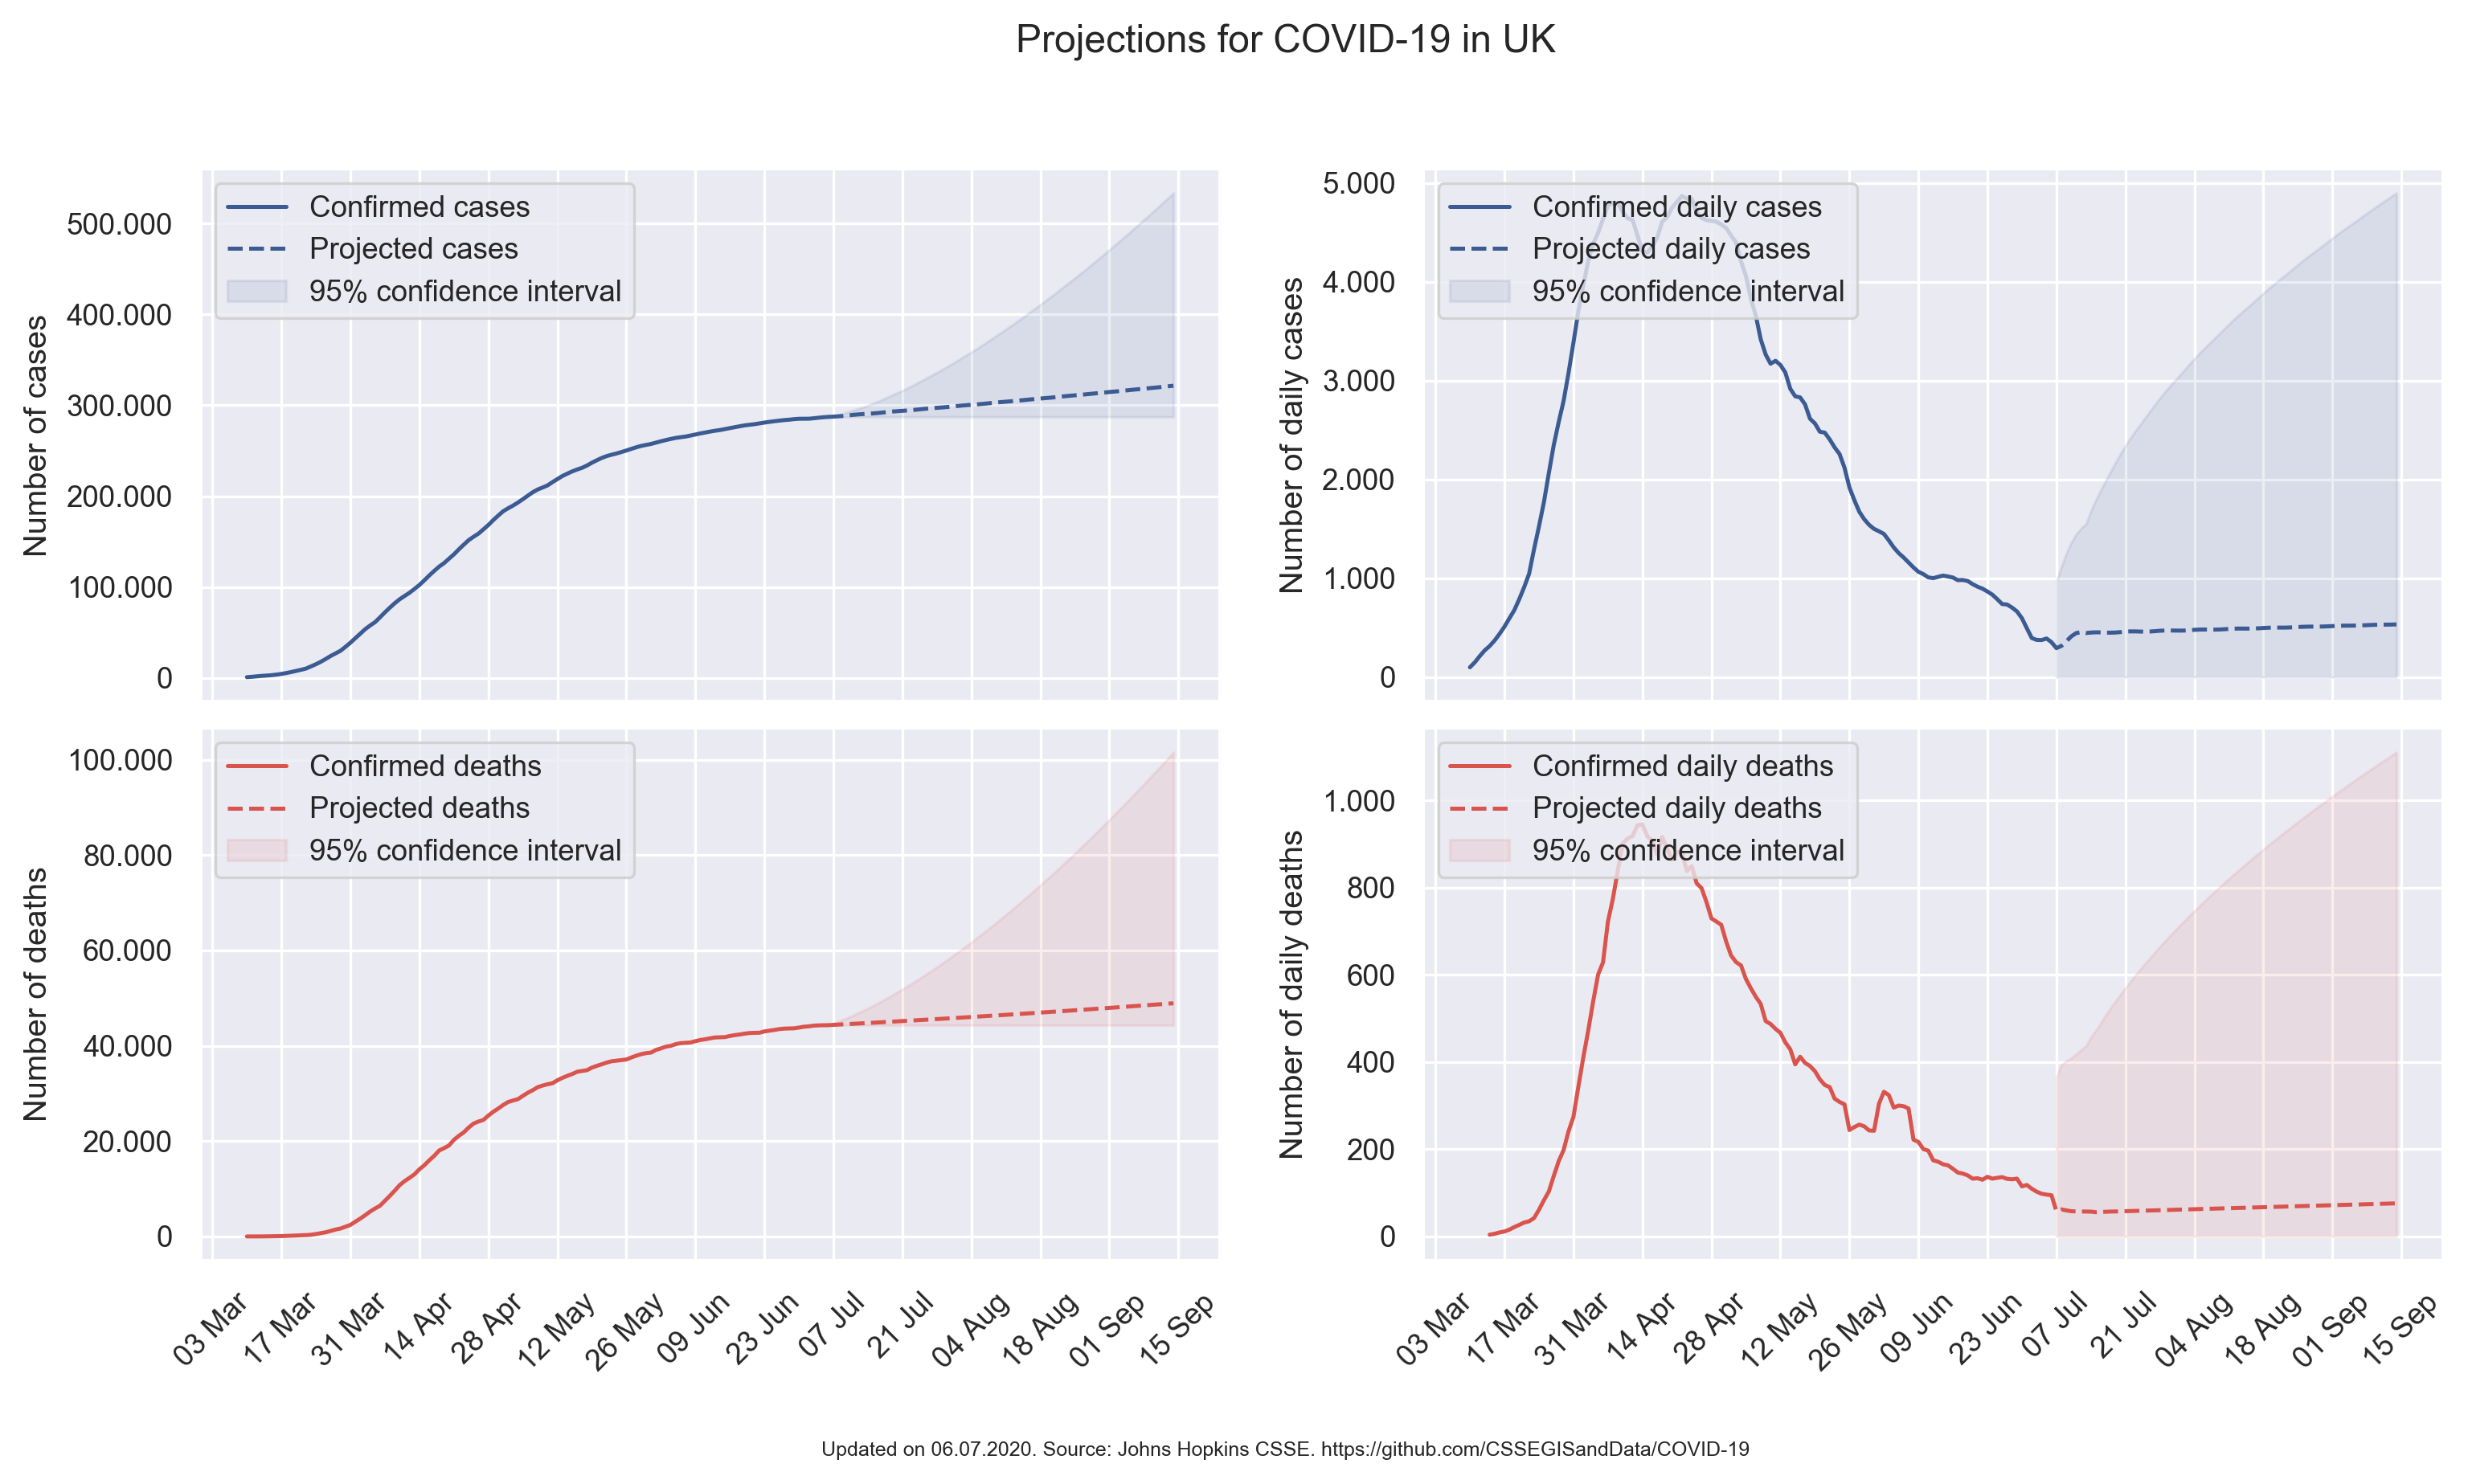 Projections for COVID-19 in UK
Number of cases
500.000
400.000
300.000
200.000
100.000
0
Confirmed cases
Projected cases
95% confidence interval
Number of daily cases
5.000
4.000
3.000
2.000
1.000
0
Confirmed daily cases
Projected daily cases
95% confidence interval
Number of deaths
100.000
80.000
60.000
40.000
20.000
0
Confirmed deaths
Projected deaths
95% confidence interval
03 Mar
17 Mar
31 Mar
14 Apr
28 Apr
12 May
26 May
09 Jun
23 Jun
07 Jul
21 Jul
04 Aug
18 Aug
01 Sep
15 Sep
Number of daily deaths
1.000
800
600
400
200
0
Confirmed daily deaths
Projected daily deaths
95% confidence interval
03 Mar
17 Mar
31 Mar
14 Apr
28 Apr
12 May
26 May
09 Jun
23 Jun
07 Jul
21 Jul
04 Aug
18 Aug
01 Sep
15 Sep
Updated on 06.07.2020. Source: Johns Hopkins CSSE. https://github.com/CSSEGISandData/COVID-19